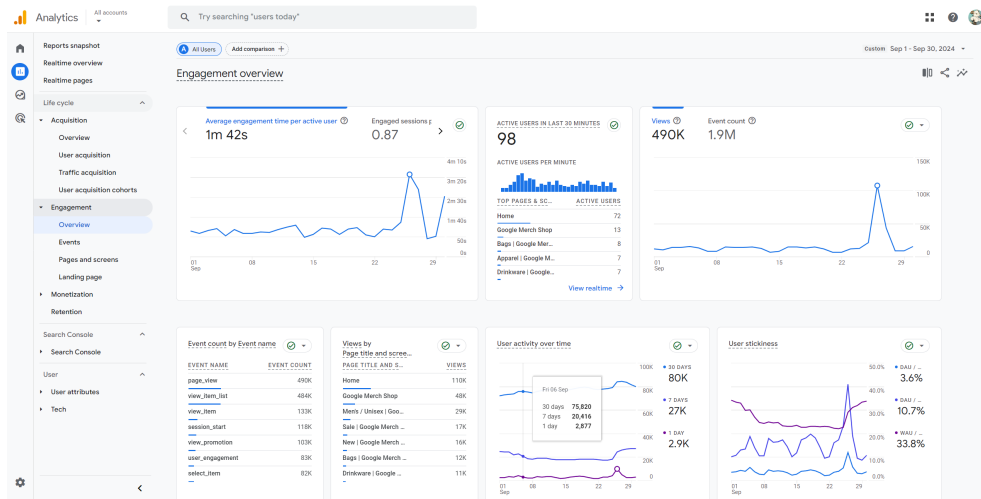 Analytics
All accounts
Try searching "users today"
Reports snapshot
Realtime overview
Realtime pages
Life cycle
Acquisition
Overview
User acquisition
Traffic acquisition
User acquisition cohorts
Engagement
Overview
Events
Pages and screens
Landing page
Monetization
Retention
Search Console
Search Console
User
User attributes
Tech
A All Users
Add comparison +
Custom Sep 1 - Sep 30, 2024
Engagement overview
Average engagement time per active user
1m 42s
Engaged sessions p
0.87
4m 10s
3m 20s
2m 30s
1m 40s
50s
0s
01 Sep 08 15 22 29
ACTIVE USERS IN LAST 30 MINUTES
98
ACTIVE USERS PER MINUTE
TOP PAGES & SC... ACTIVE USERS
Home 72
Google Merch Shop 13
Bags | Google Mer... 8
Apparel | Google M... 7
Drinkware | Google... 7
View realtime
Views
490K
Event count
1.9M
150K
100K
50K
0
01 Sep 08 15 22 29
Event count by Event name
EVENT NAME EVENT COUNT
page_view 490K
view_item_list 484K
view_item 133K
session_start 118K
view_promotion 103K
user_engagement 83K
select_item 82K
Views by
Page title and scree...
PAGE TITLE AND S... VIEWS
Home 110K
Google Merch Shop 48K
Men's / Unisex | Goo... 29K
Sale | Google Merch ... 17K
New | Google Merch ... 16K
Bags | Google Merch ... 12K
Drinkware | Google ... 11K
User activity over time
Fri 06 Sep
30 days 75,820
7 days 20,416
1 day 2,877
100K
80K
60K
40K
20K
0
01 Sep 08 15 22 29
30 DAYS
80K
7 DAYS
27K
1 DAY
2.9K
User stickiness
50.0%
40.0%
30.0%
20.0%
10.0%
0.0%
01 Sep 08 15 22 29
DAU / ...
3.6%
DAU / ...
10.7%
WAU / ...
33.8%